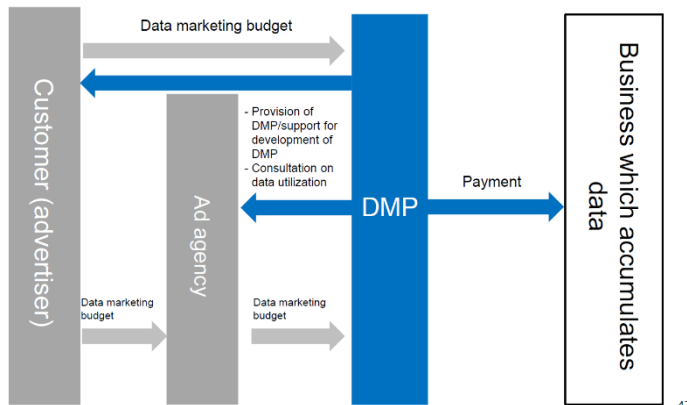 Data marketing budget
Customer (advertiser)
- Provision of
DMP/support for
development of
DMP
- Consultation on
data utilization
Ad agency
DMP
Payment
Business which accumulates
data
Data marketing
budget
Data marketing
budget